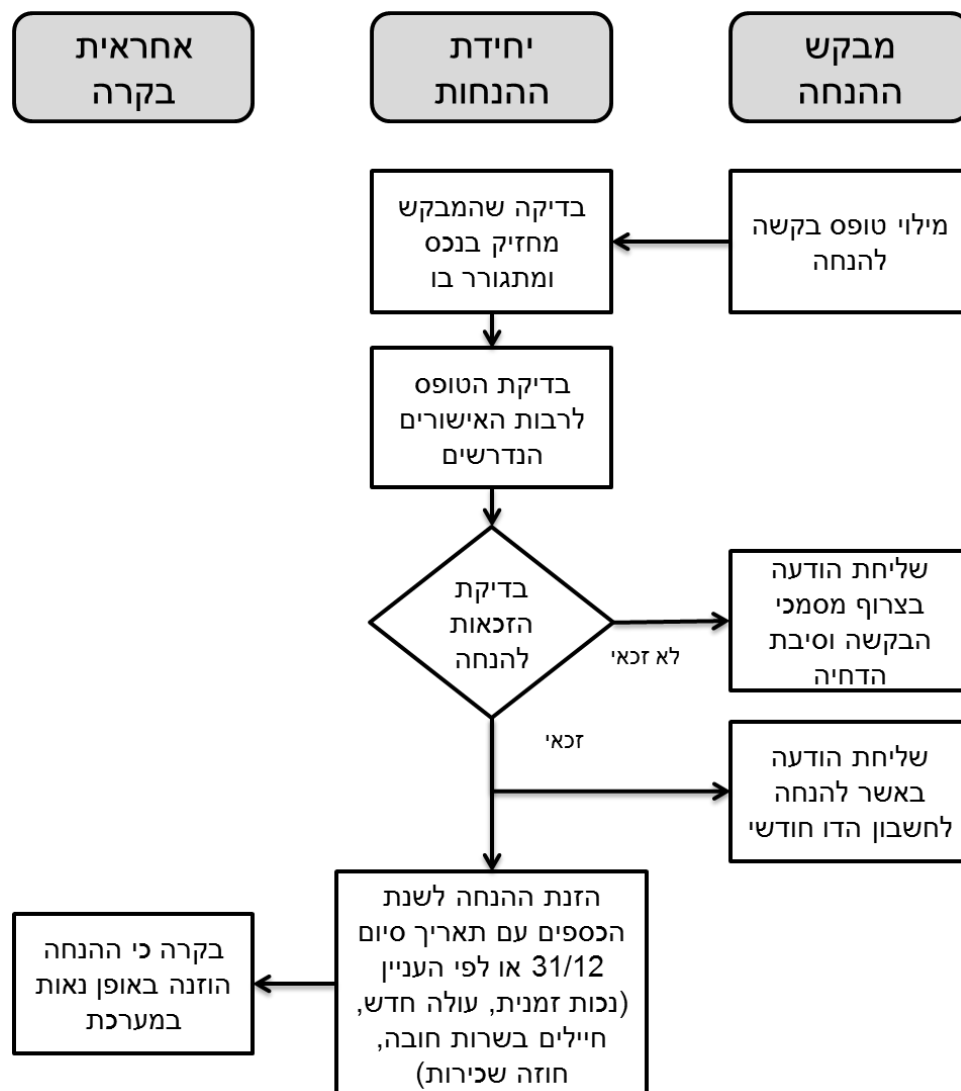 מבקש
ההנחה
יחידת
ההנחות
אחראית
בקרה
מילוי טופס בקשה
להנחה
בדיקה שהמבקש
מחזיק בנכס
ומתגורר בו
בדיקת הטופס
לרבות האישורים
הנדרשים
בדיקת
הזכאות
להנחה
לא זכאי
שליחת הודעה
בצרוף מסמכי
הבקשה וסיבת
הדחיה
זכאי
שליחת הודעה
באשר להנחה
לחשבון הדו חודשי
הזנת ההנחה לשנת
הכספים עם תאריך סיום
31/12 או לפי העניין
(נכות זמנית, עולה חדש,
חיילים בשרות חובה,
חוזה שכירות)
בקרה כי ההנחה
הוזנה באופן נאות
במערכת